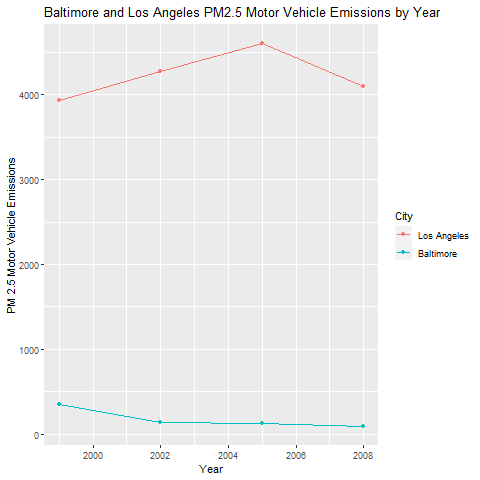 Baltimore and Los Angeles PM2.5 Motor Vehicle Emissions by Year
PM 2.5 Motor Vehicle Emissions
4000
3000
2000
1000
0
2000 2002 2004 2006 2008
Year
City
Los Angeles
Baltimore